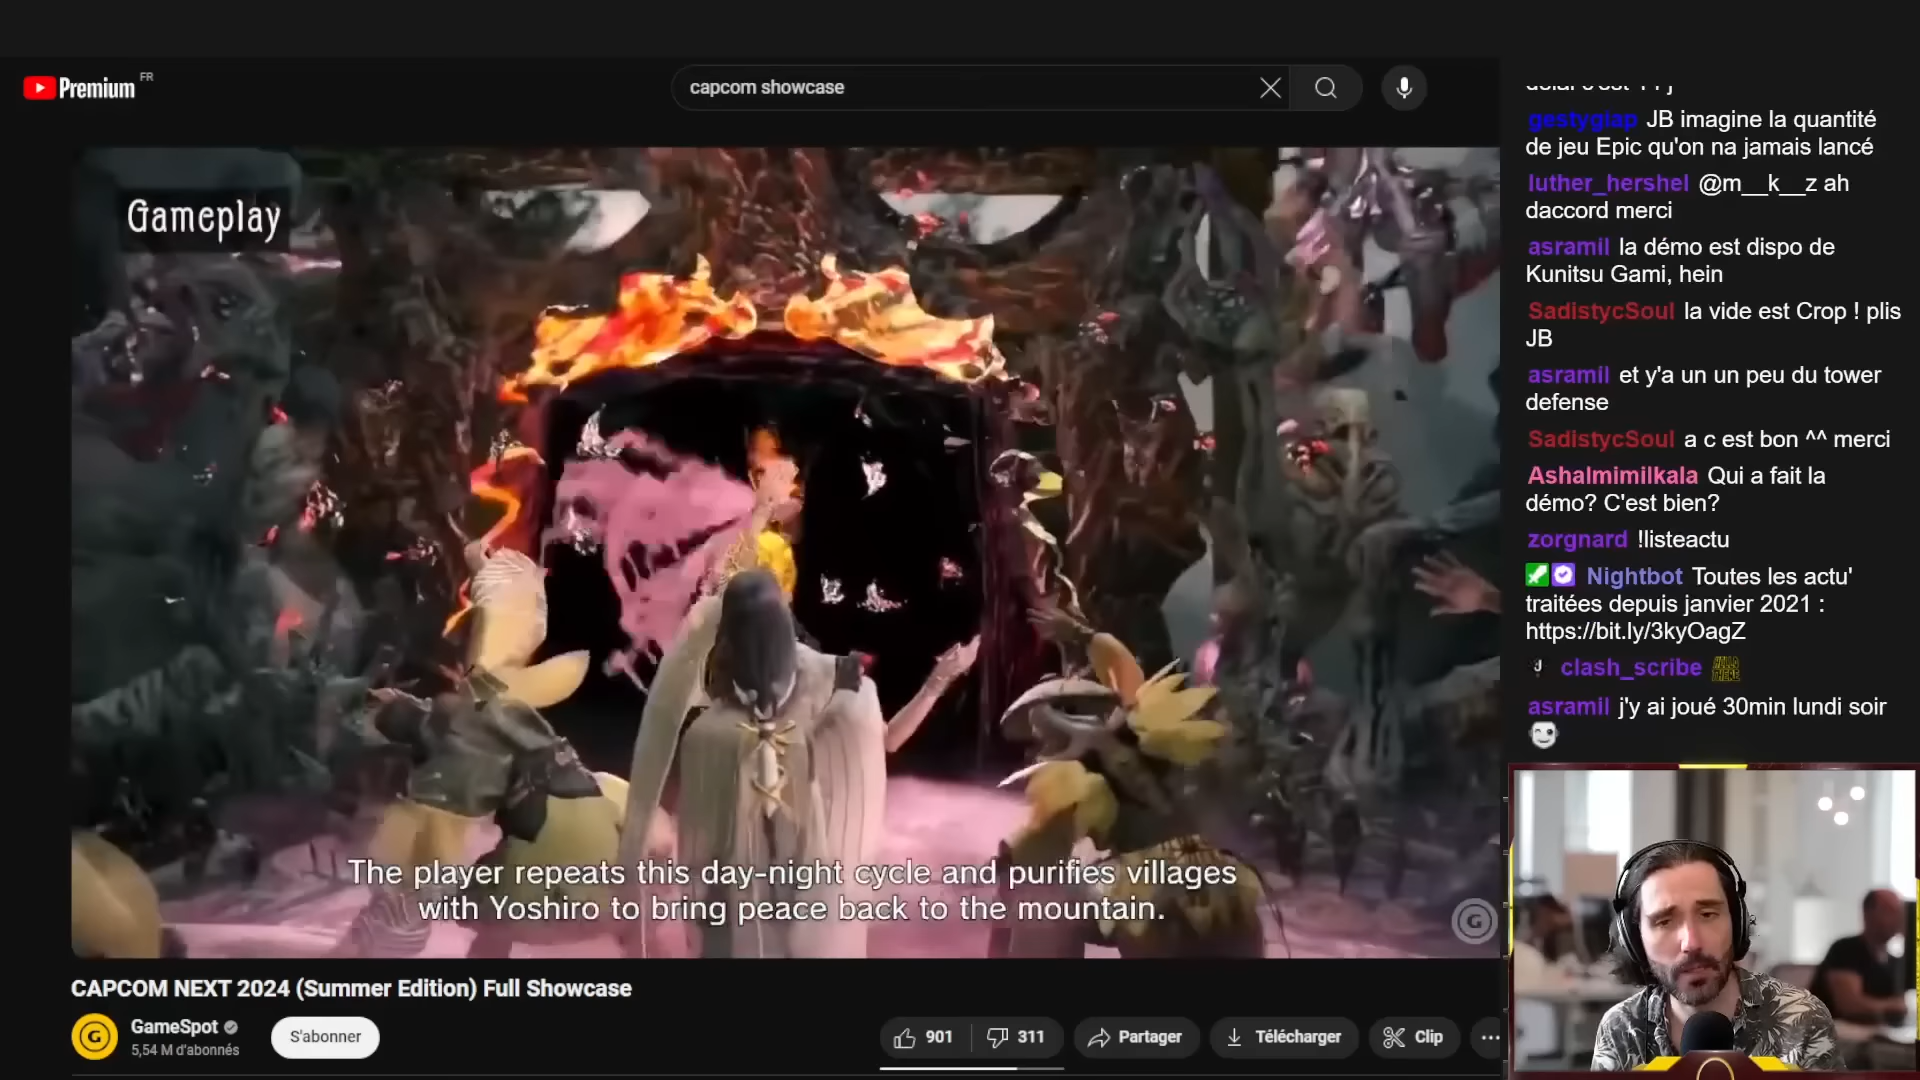 Premium FR
capcom showcase
Gameplay
The player repeats this day-night cycle and purifies villages
with Yoshiro to bring peace back to the mountain.
G
CAPCOM NEXT 2024 (Summer Edition) Full Showcase
G
GameSpot
5,54 M d'abonnés
S'abonner
901
311
Partager
Télécharger
Clip
gestyglap JB imagine la quantité
de jeu Epic qu'on na jamais lancé
luther_hershel @m__k__z ah
daccord merci
asramil la démo est dispo de
Kunitsu Gami, hein
SadistycSoul la vide est Crop ! plis
JB
asramil et y'a un un peu du tower
defense
SadistycSoul a c est bon ^^ merci
Ashalmimilkala Qui a fait la
démo? C'est bien?
zorgnard !listeactu
Nightbot Toutes les actu'
traitées depuis janvier 2021 :
https://bit.ly/3kyOagZ
clash_scribe
asramil j'y ai joué 30min lundi soir